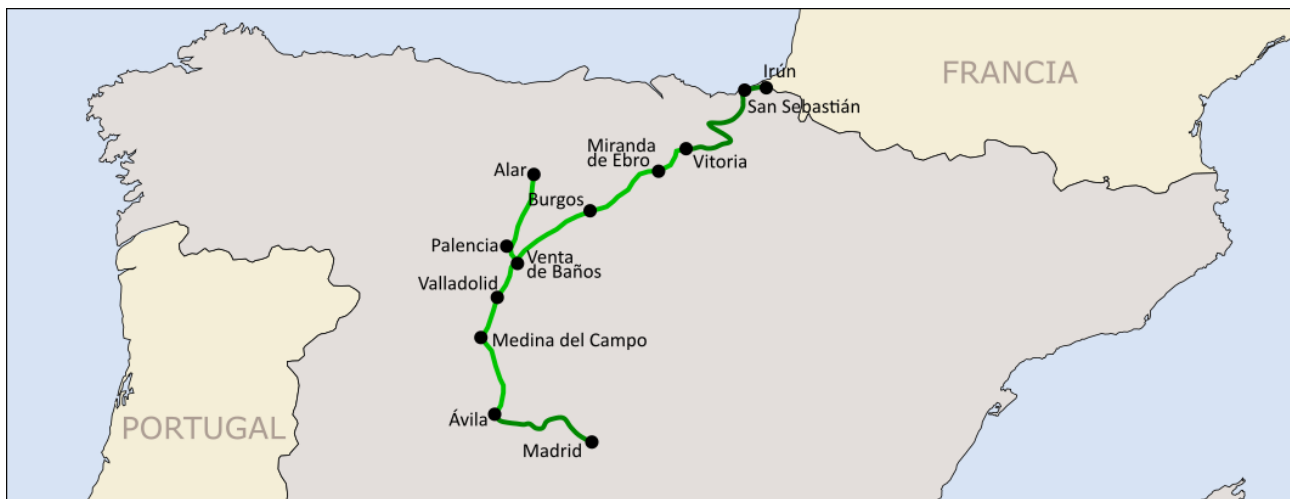 FRANCIA
Irún
San Sebastián
Miranda
de Ebro
Vitoria
Alar
Burgos
Palencia
Venta
de Baños
Valladolid
Medina del Campo
Ávila
Madrid
PORTUGAL